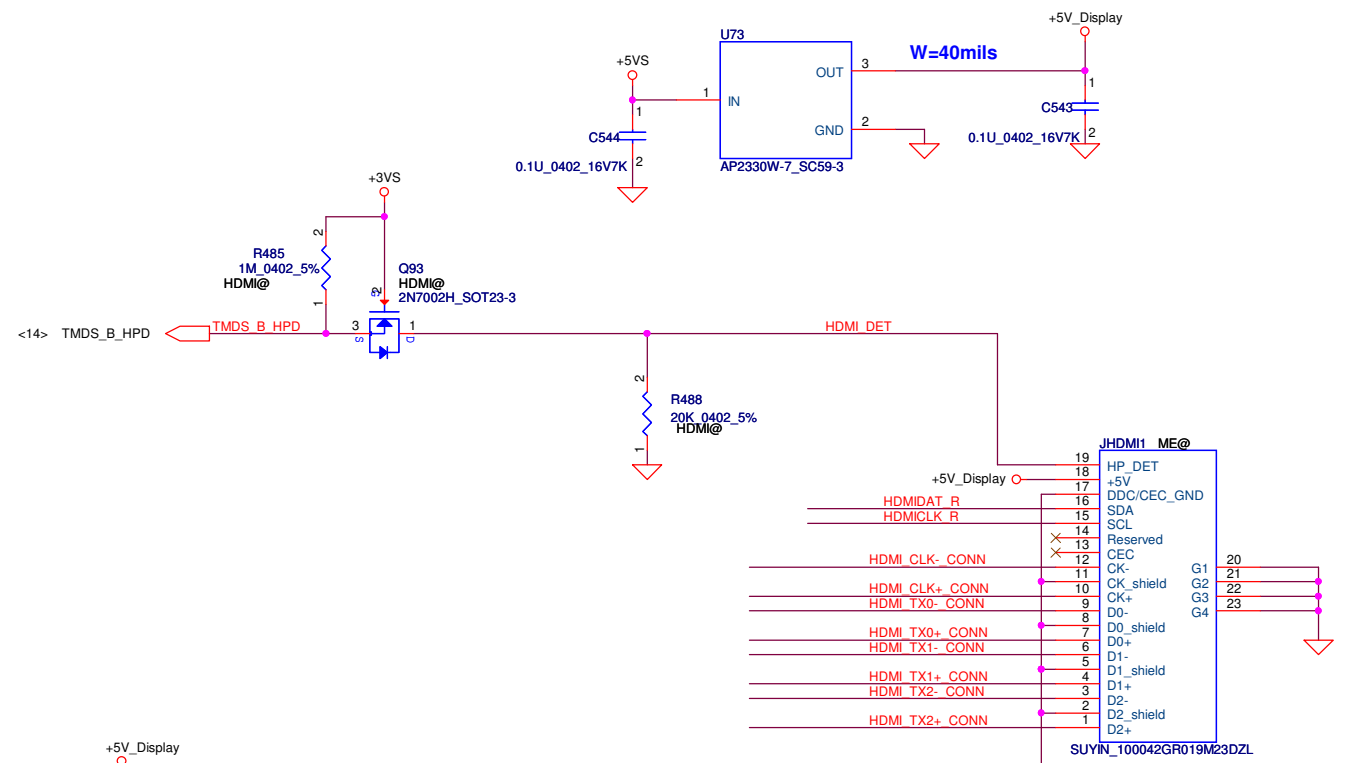 +5V_Display
U73
W=40mils
+5VS
OUT 3
1
1 IN
1
C543
C544
GND 2
0.1U_0402_16V7K 2
0.1U_0402_16V7K 2
AP2330W-7_SC59-3
+3VS
2
R485
1M_0402_5%
HDMI@
1
Q93
HDMI@
2N7002H_SOT23-3
G
2
<14> TMDS_B_HPD
TMDS_B_HPD
3
S
1
D
HDMI_DET
2
R488
20K_0402_5%
HDMI@
1
JHDMI1 ME@
19 HP_DET
+5V_Display
18 +5V
17 DDC/CEC_GND
HDMIDAT_R 16 SDA
HDMICLK_R 15 SCL
14 Reserved
13 CEC
HDMI_CLK-_CONN 12 CK-
G1 20
11 CK_shield
G2 21
HDMI_CLK+_CONN 10 CK+
G3 22
HDMI_TX0-_CONN 9 D0-
G4 23
8 D0_shield
HDMI_TX0+_CONN 7 D0+
HDMI_TX1-_CONN 6 D1-
5 D1_shield
HDMI_TX1+_CONN 4 D1+
HDMI_TX2-_CONN 3 D2-
2 D2_shield
HDMI_TX2+_CONN 1 D2+
SUYIN_100042GR019M23DZL
+5V_Display